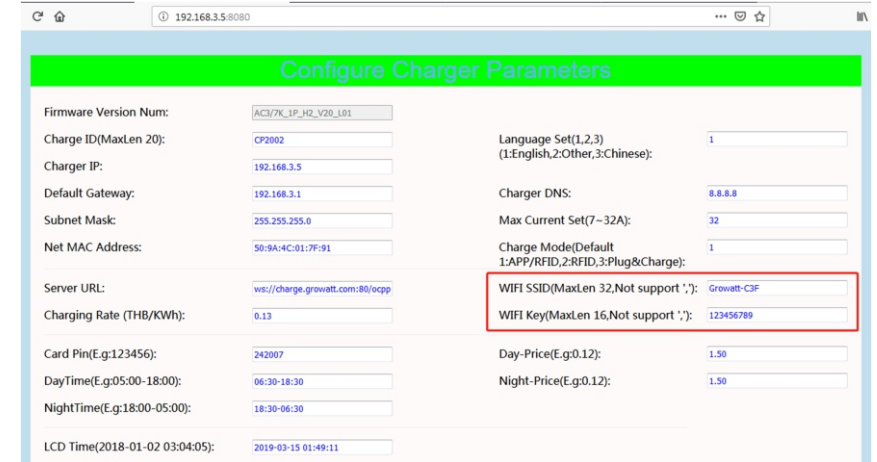 192.168.3.5:8080
Configure Charger Parameters
Firmware Version Num: AC3/7K_1P_H2_V20_L01
Charge ID(MaxLen 20): CP2002 Language Set(1,2,3) 1
(1:English,2:Other,3:Chinese):
Charger IP: 192.168.3.5
Default Gateway: 192.168.3.1 Charger DNS: 8.8.8.8
Subnet Mask: 255.255.255.0 Max Current Set(7~32A): 32
Net MAC Address: 50:9A:4C:01:7F:91 Charge Mode(Default 1
1:APP/RFID,2:RFID,3:Plug&Charge):
Server URL: ws://charge.growatt.com:80/ocpp WIFI SSID(MaxLen 32,Not support ','): Growatt-C3F
Charging Rate (THB/KWh): 0.13 WIFI Key(MaxLen 16,Not support ','): 123456789
Card Pin(E.g:123456): 242007 Day-Price(E.g:0.12): 1.50
DayTime(E.g:05:00-18:00): 06:30-18:30 Night-Price(E.g:0.12): 1.50
NightTime(E.g:18:00-05:00): 18:30-06:30
LCD Time(2018-01-02 03:04:05): 2019-03-15 01:49:11